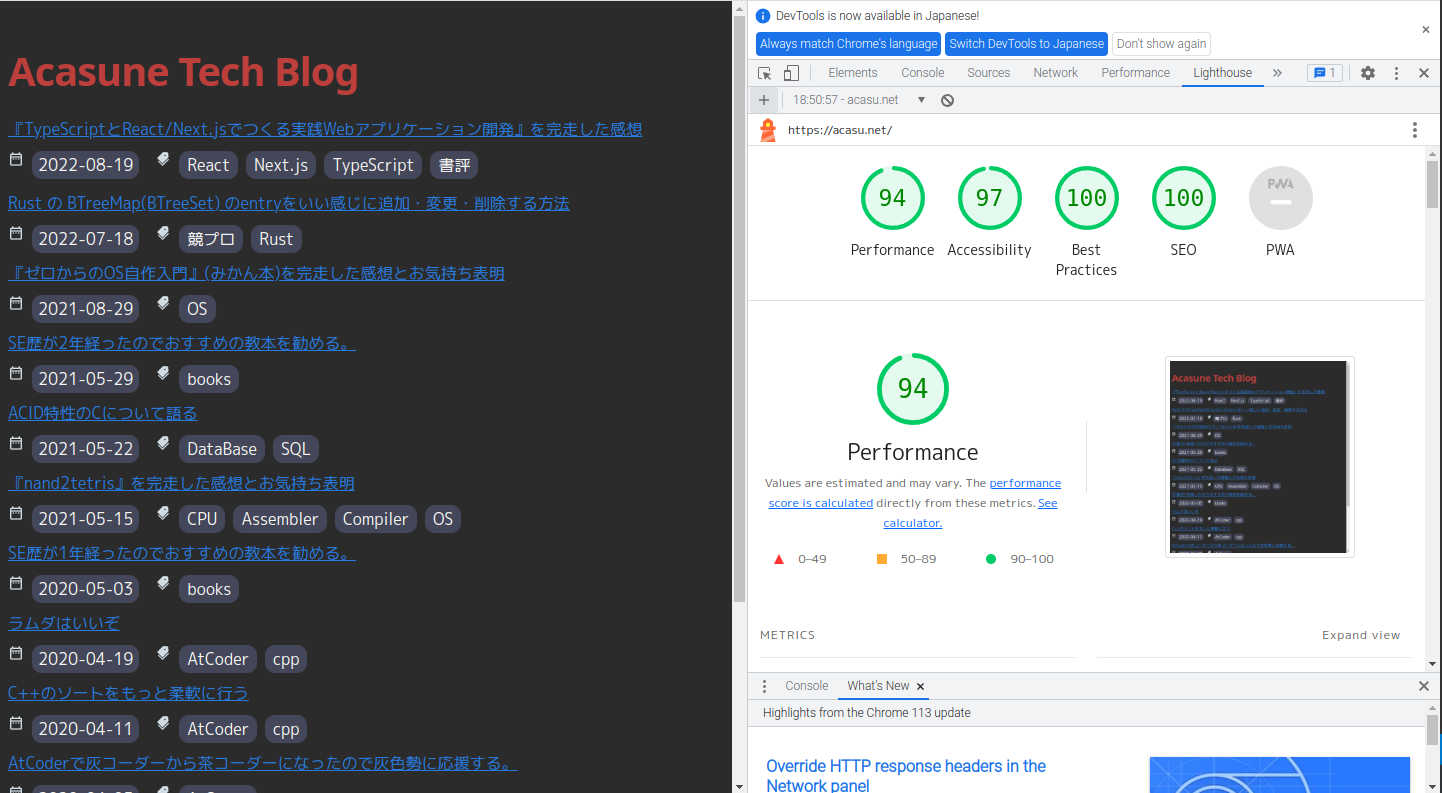 Acasune Tech Blog
『TypeScriptとReact/Next.jsでつくる実践Webアプリケーション開発』を完走した感想
2022-08-19 React Next.js TypeScript 書評
Rust の BTreeMap(BTreeSet) のentryをいい感じに追加・変更・削除する方法
2022-07-18 競プロ Rust
『ゼロからのOS自作入門』(みかん本)を完走した感想とお気持ち表明
2021-08-29 OS
SE歴が2年経ったのでおすすめの教本を勧める。
2021-05-29 books
ACID特性のCについて語る
2021-05-22 DataBase SQL
『nand2tetris』を完走した感想とお気持ち表明
2021-05-15 CPU Assembler Compiler OS
SE歴が1年経ったのでおすすめの教本を勧める。
2020-05-03 books
ラムダはいいぞ
2020-04-19 AtCoder cpp
C++のソートをもっと柔軟に行う
2020-04-11 AtCoder cpp
AtCoderで灰コーダーから茶コーダーになったので灰色勢に応援する。
DevTools is now available in Japanese!
Always match Chrome's language Switch DevTools to Japanese Don't show again
Elements Console Sources Network Performance Lighthouse 1
18:50:57 - acasu.net
https://acasu.net/
94 97 100 100 PWA
Performance Accessibility Best Practices SEO PWA
94
Performance
Values are estimated and may vary. The performance
score is calculated directly from these metrics. See
calculator.
0–49 50–89 90–100
Acasune Tech Blog
METRICS Expand view
Console What's New
Highlights from the Chrome 113 update
Override HTTP response headers in the
Network panel